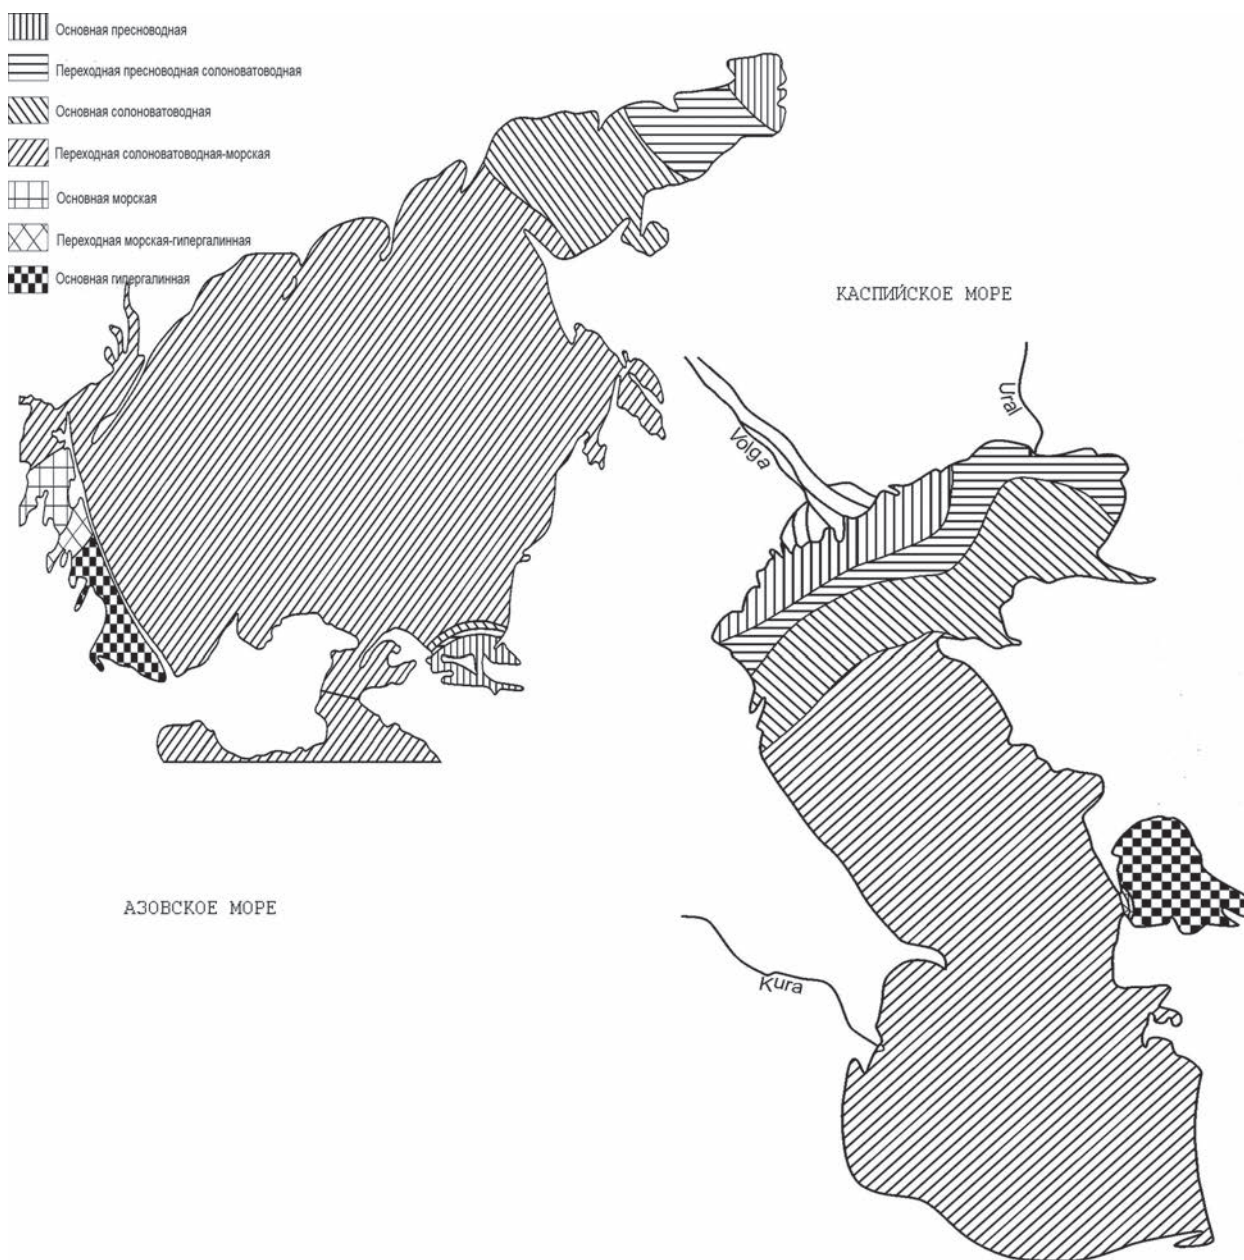 Основная пресноводная
Переходная пресноводная солоноватоводная
Основная солоноватоводная
Переходная солоноватоводная-морская
Основная морская
Переходная морская-гипергалинная
Основная гипергалинная
КАСПИЙСКОЕ МОРЕ
Volga
Ural
АЗОВСКОЕ МОРЕ
Kura